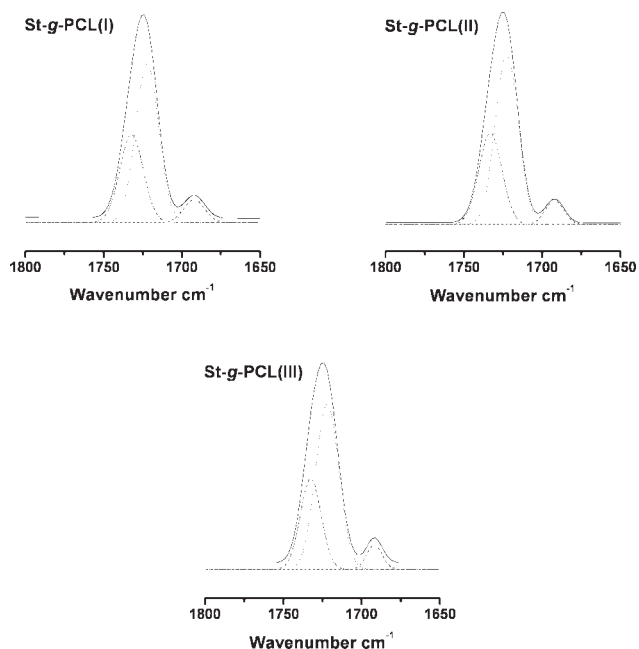 St-g-PCL(I)
1800 1750 1700 1650
Wavenumber cm⁻¹
St-g-PCL(II)
1800 1750 1700 1650
Wavenumber cm⁻¹
St-g-PCL(III)
1800 1750 1700 1650
Wavenumber cm⁻¹